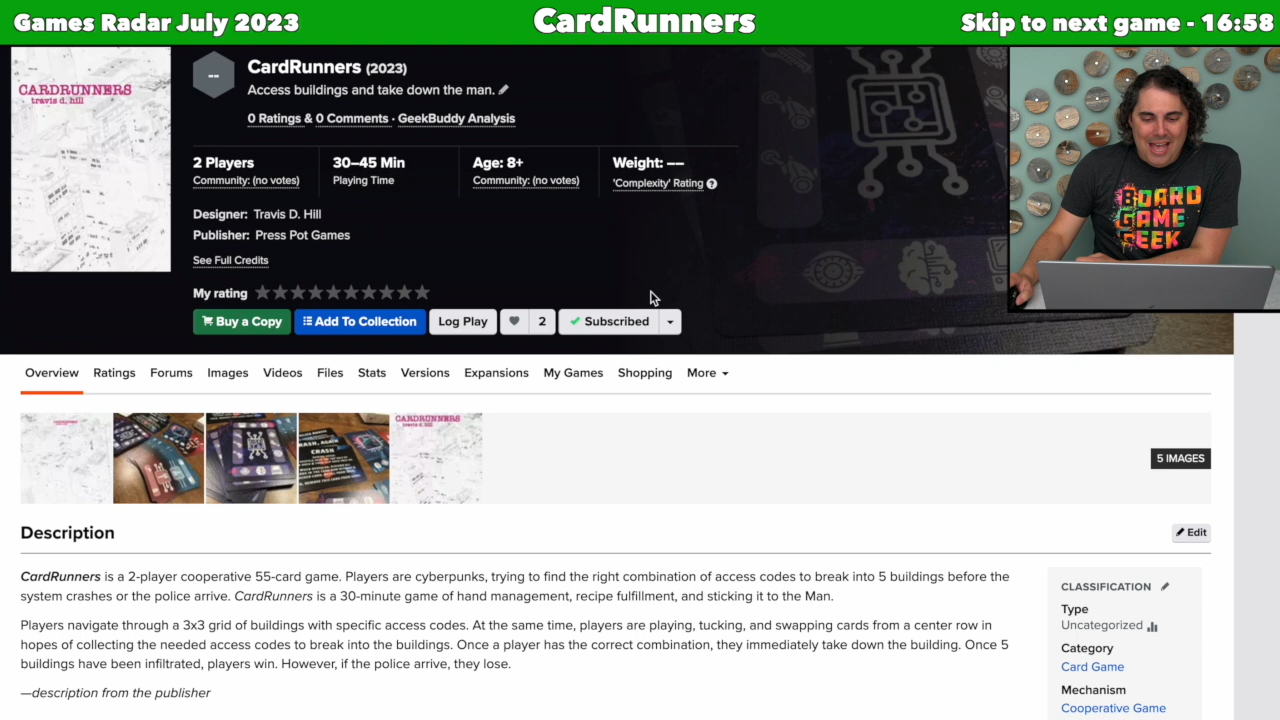 Games Radar July 2023
CardRunners
Skip to next game - 16:58
CARDRUNNERS
travis d. hill
--
CardRunners (2023)
Access buildings and take down the man.
0 Ratings & 0 Comments · GeekBuddy Analysis
2 Players
Community: (no votes)
30–45 Min
Playing Time
Age: 8+
Community: (no votes)
Weight: --
'Complexity' Rating ?
Designer: Travis D. Hill
Publisher: Press Pot Games
See Full Credits
My rating
Buy a Copy
Add To Collection
Log Play
2
Subscribed
BOARD
GAME
GEEK
Overview
Ratings
Forums
Images
Videos
Files
Stats
Versions
Expansions
My Games
Shopping
More
CRASH, AGAIN
CRASH
CARDRUNNERS
travis d. hill
5 IMAGES
Description
Edit
CardRunners is a 2-player cooperative 55-card game. Players are cyberpunks, trying to find the right combination of access codes to break into 5 buildings before the
system crashes or the police arrive. CardRunners is a 30-minute game of hand management, recipe fulfillment, and sticking it to the Man.
Players navigate through a 3x3 grid of buildings with specific access codes. At the same time, players are playing, tucking, and swapping cards from a center row in
hopes of collecting the needed access codes to break into the buildings. Once a player has the correct combination, they immediately take down the building. Once 5
buildings have been infiltrated, players win. However, if the police arrive, they lose.
—description from the publisher
CLASSIFICATION
Type
Uncategorized
Category
Card Game
Mechanism
Cooperative Game